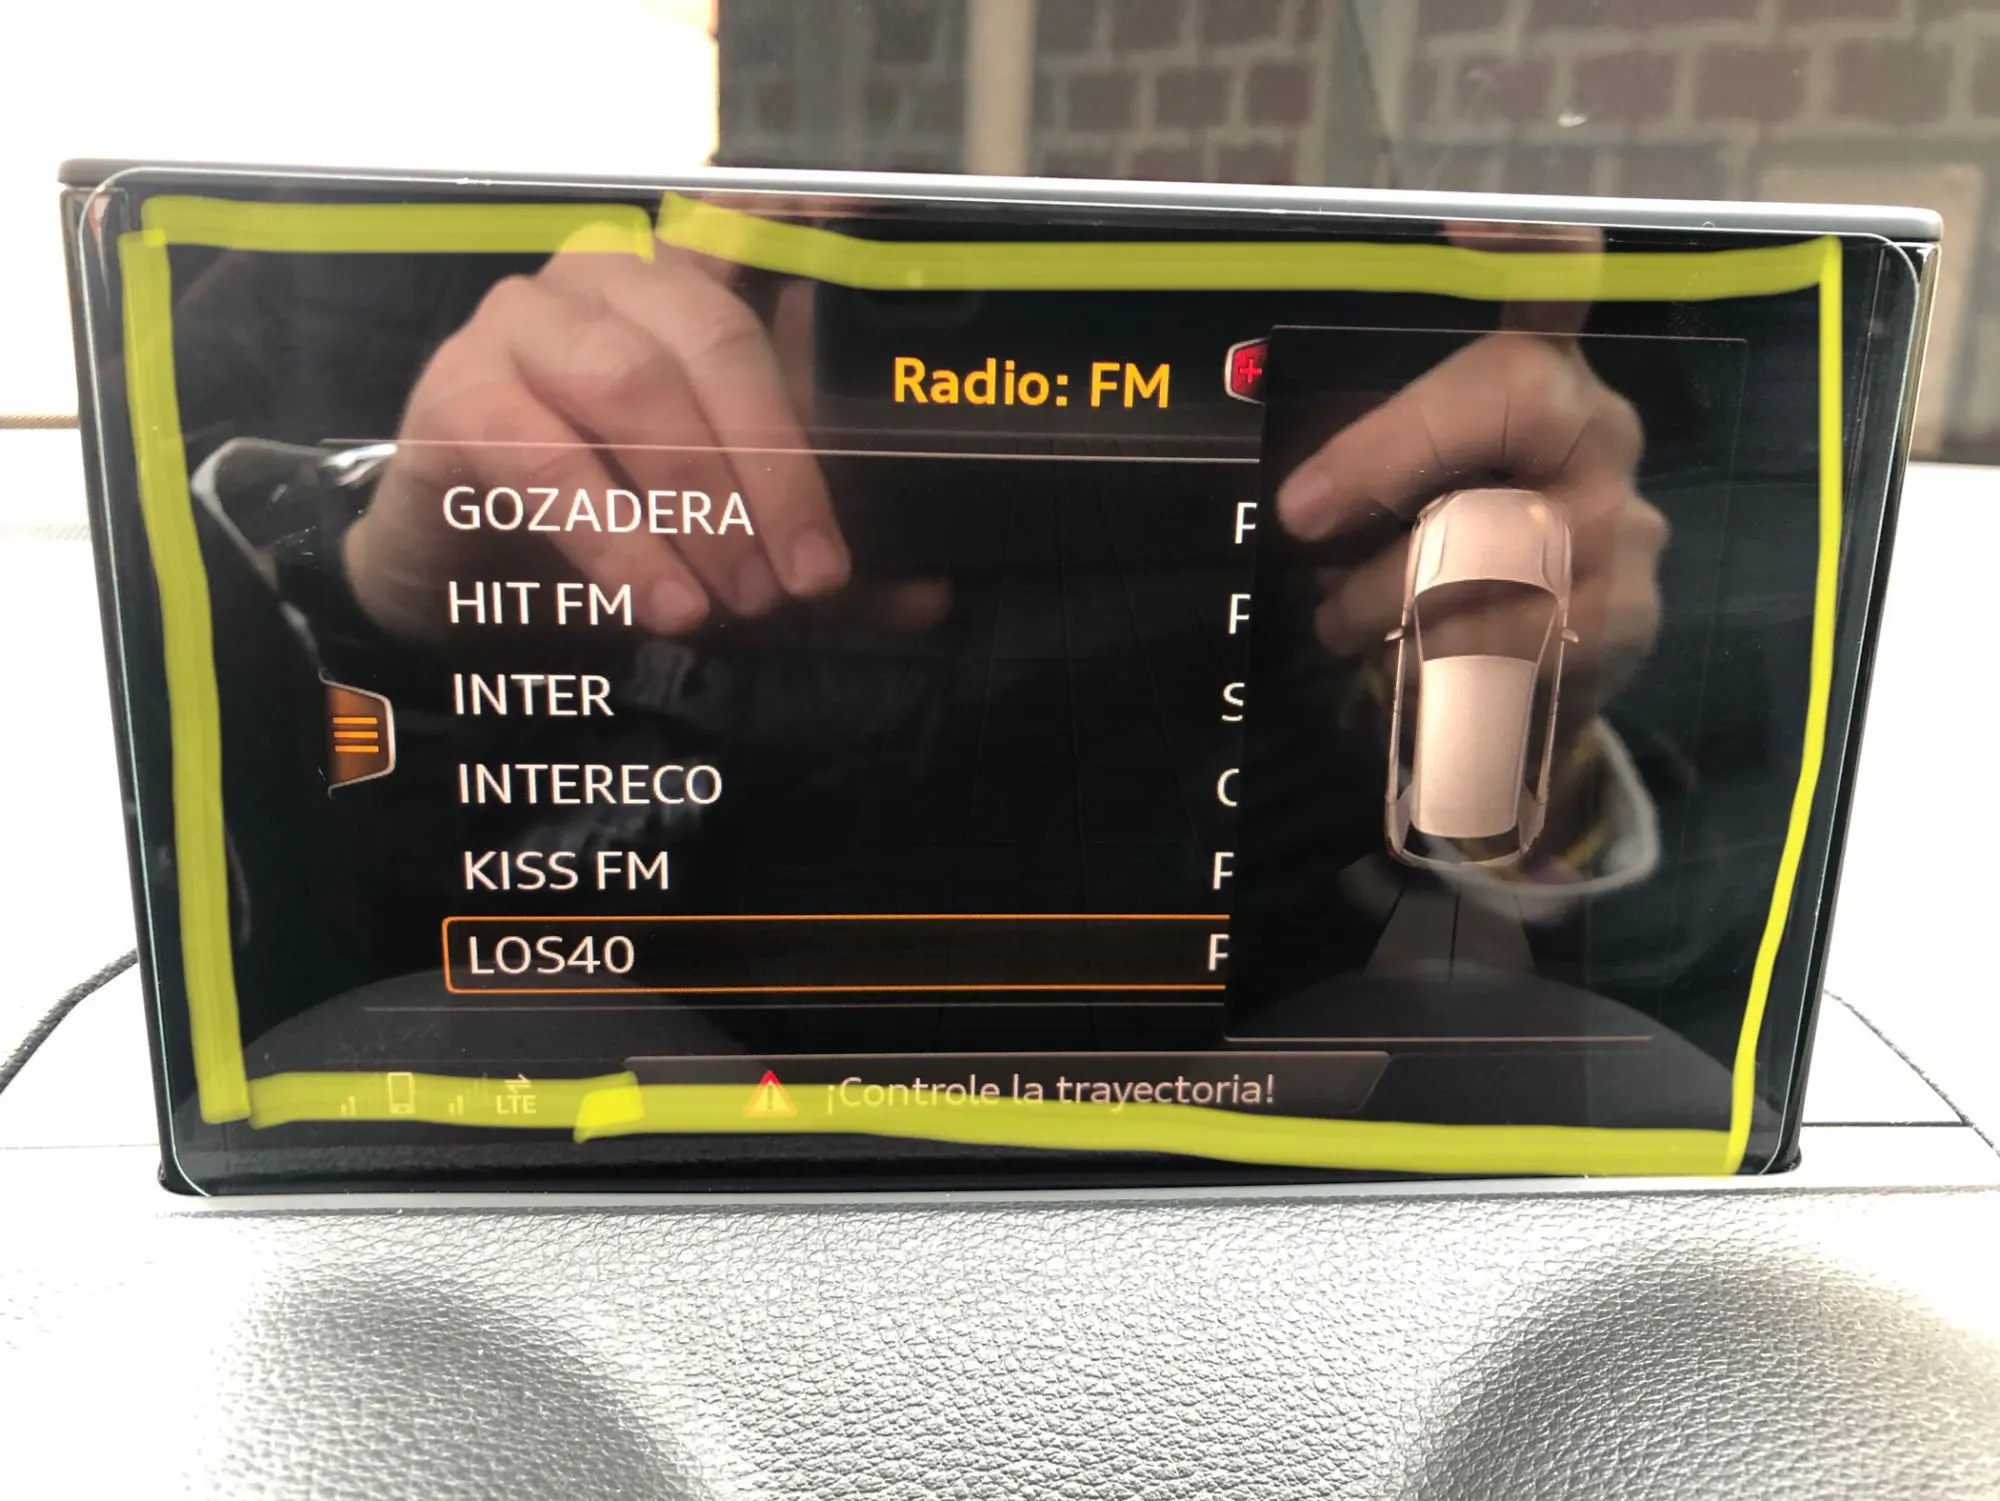 Radio: FM
GOZADERA P
HIT FM P
INTER S
INTERECO
KISS FM P
LOS40 P
LTE ¡Controle la trayectoria!